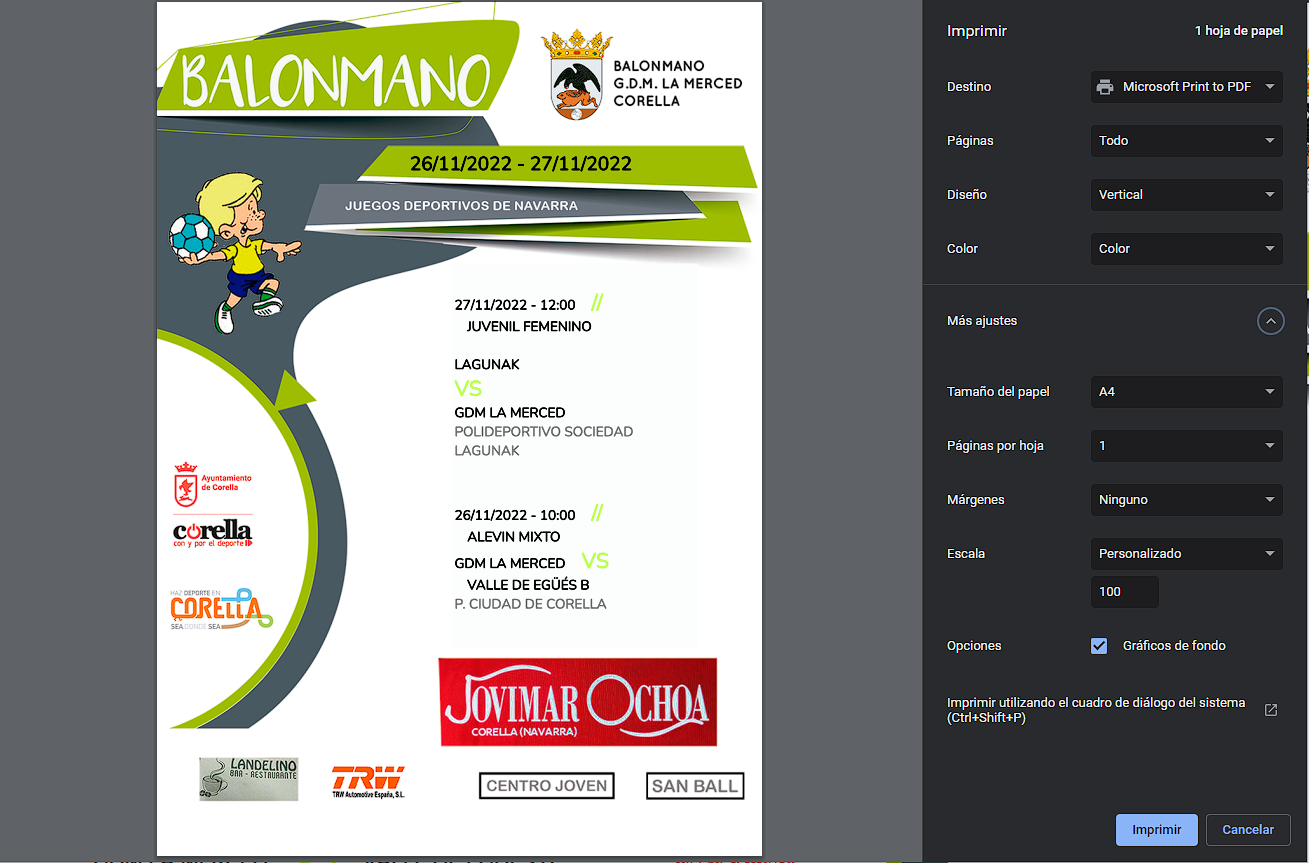 BALONMANO
BALONMANO
G.D.M. LA MERCED
CORELLA
26/11/2022 - 27/11/2022
JUEGOS DEPORTIVOS DE NAVARRA
27/11/2022 - 12:00 //
JUVENIL FEMENINO
LAGUNAK
VS
GDM LA MERCED
POLIDEPORTIVO SOCIEDAD
LAGUNAK
26/11/2022 - 10:00 //
ALEVIN MIXTO
GDM LA MERCED VS
VALLE DE EGÜÉS B
P. CIUDAD DE CORELLA
Ayuntamiento
de Corella
corella
con y por el deporte
HAZ DEPORTE EN
CORELLA
SEA DONDE SEA
JOVIMAR OCHOA
CORELLA (NAVARRA)
LANDELINO
BAR - RESTAURANTE
TRW
TRW Automotive España, S.L.
CENTRO JOVEN
SAN BALL
Imprimir 1 hoja de papel
Destino Microsoft Print to PDF
Páginas Todo
Diseño Vertical
Color Color
Más ajustes
Tamaño del papel A4
Páginas por hoja 1
Márgenes Ninguno
Escala Personalizado
100
Opciones Gráficos de fondo
Imprimir utilizando el cuadro de diálogo del sistema
(Ctrl+Shift+P)
Imprimir Cancelar